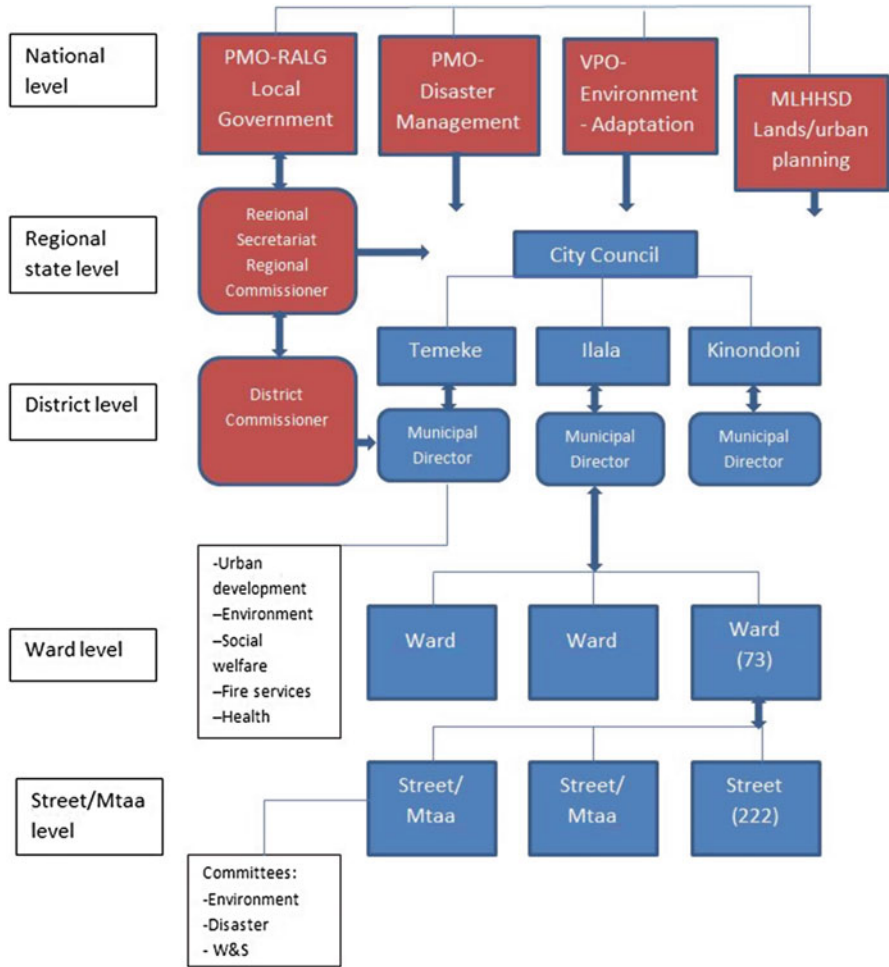 National
level
PMO-RALG
Local
Government
PMO-
Disaster
Management
VPO-
Environment
- Adaptation
MLHHSD
Lands/urban
planning
Regional
state level
Regional
Secretariat
Regional
Commissioner
City Council
Temeke
Ilala
Kinondoni
District level
District
Commissioner
Municipal
Director
Municipal
Director
Municipal
Director
-Urban
development
–Environment
–Social
welfare
–Fire services
–Health
Ward level
Ward
Ward
Ward
(73)
Street/Mtaa
level
Street/
Mtaa
Street/
Mtaa
Street
(222)
Committees:
-Environment
-Disaster
- W&S